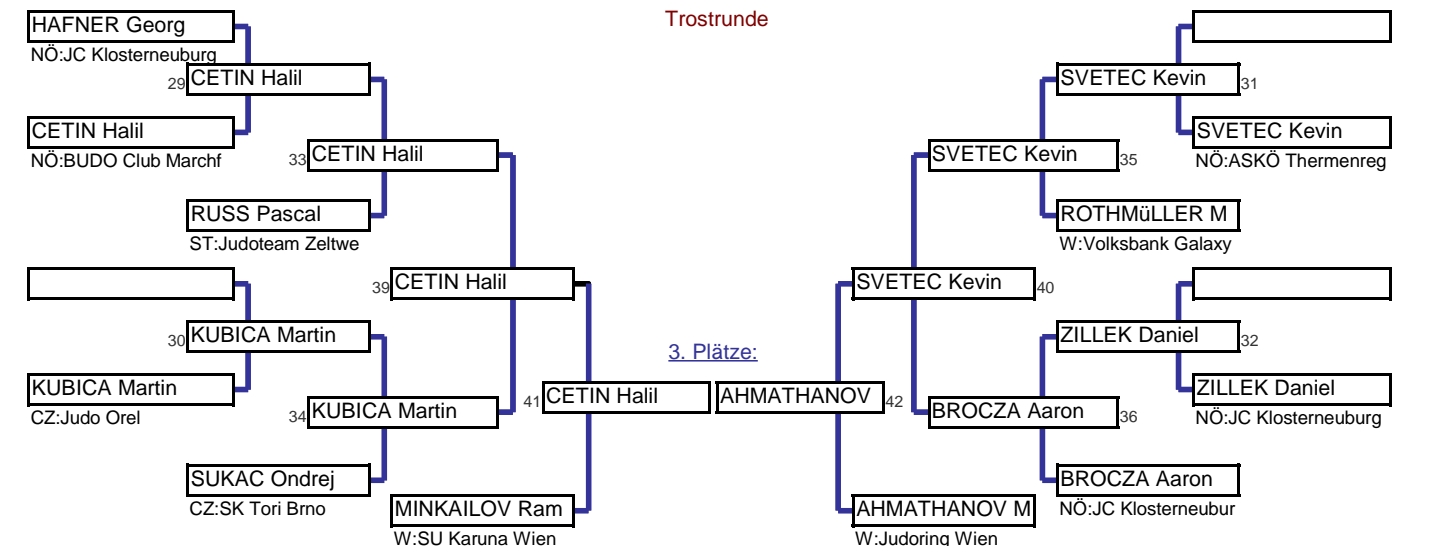 Trostrunde
HAFNER Georg
NÖ:JC Klosterneuburg
29 CETIN Halil
CETIN Halil
NÖ:BUDO Club Marchf
33 CETIN Halil
RUSS Pascal
ST:Judoteam Zeltwe
39 CETIN Halil
30 KUBICA Martin
KUBICA Martin
CZ:Judo Orel
34 KUBICA Martin
SUKAC Ondrej
CZ:SK Tori Brno
41 CETIN Halil
MINKAILOV Ram
W:SU Karuna Wien
3. Plätze:
SVETEC Kevin 31
SVETEC Kevin
NÖ:ASKÖ Thermenreg
SVETEC Kevin 35
ROTHMüLLER M
W:Volksbank Galaxy
SVETEC Kevin 40
ZILLEK Daniel 32
ZILLEK Daniel
NÖ:JC Klosterneuburg
AHMATHANOV 42
BROCZA Aaron 36
BROCZA Aaron
NÖ:JC Klosterneubur
AHMATHANOV M
W:Judoring Wien